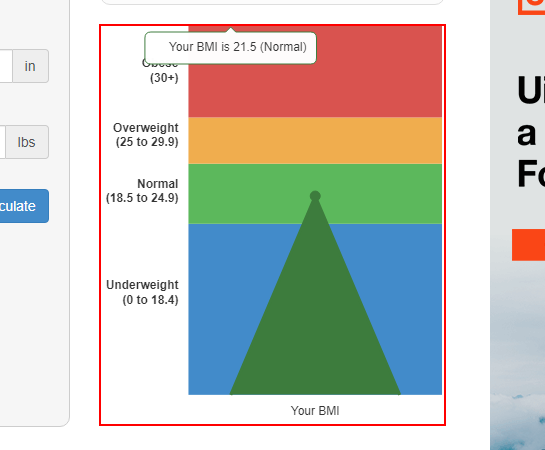 Your BMI is 21.5 (Normal)
Obese
(30+)
in
Overweight
(25 to 29.9)
lbs
Normal
(18.5 to 24.9)
culate
Underweight
(0 to 18.4)
Your BMI
Ui
a
Fo